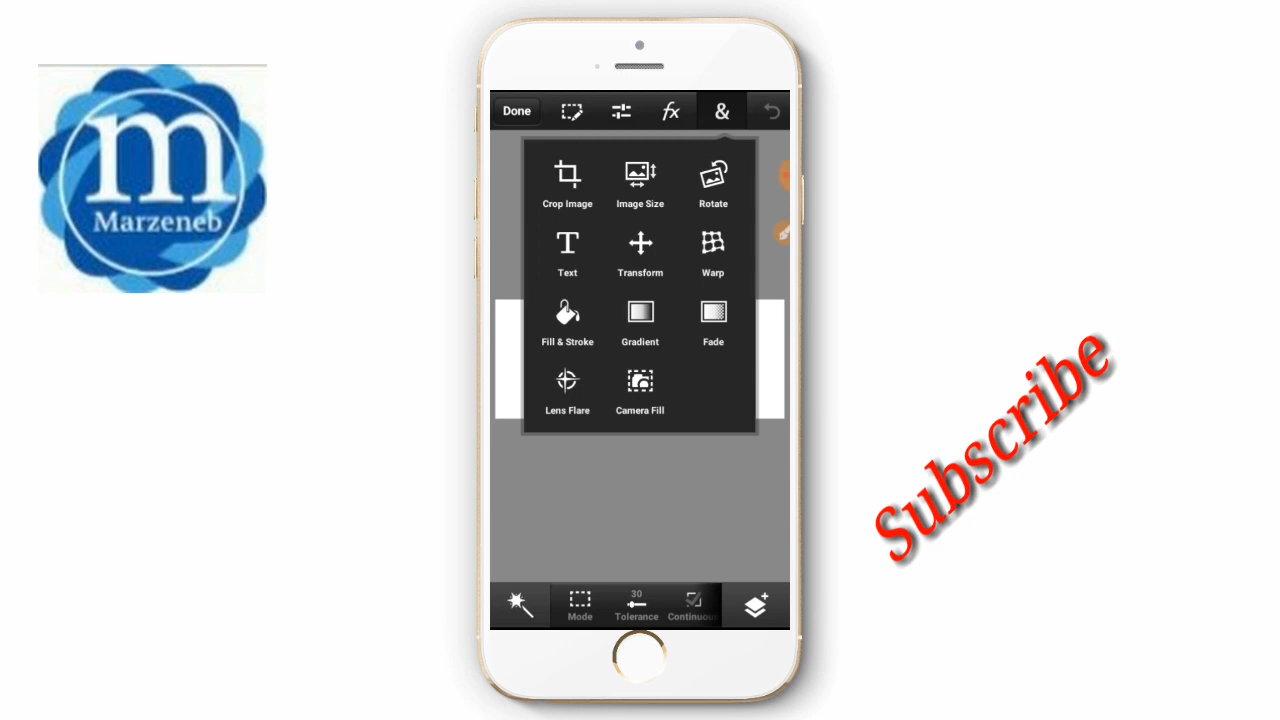 m
Marzeneb
Done
fx
&
Crop Image
Image Size
Rotate
T
Text
Transform
Warp
Fill & Stroke
Gradient
Fade
Lens Flare
Camera Fill
Subscribe
30
Mode
Tolerance
Continuou